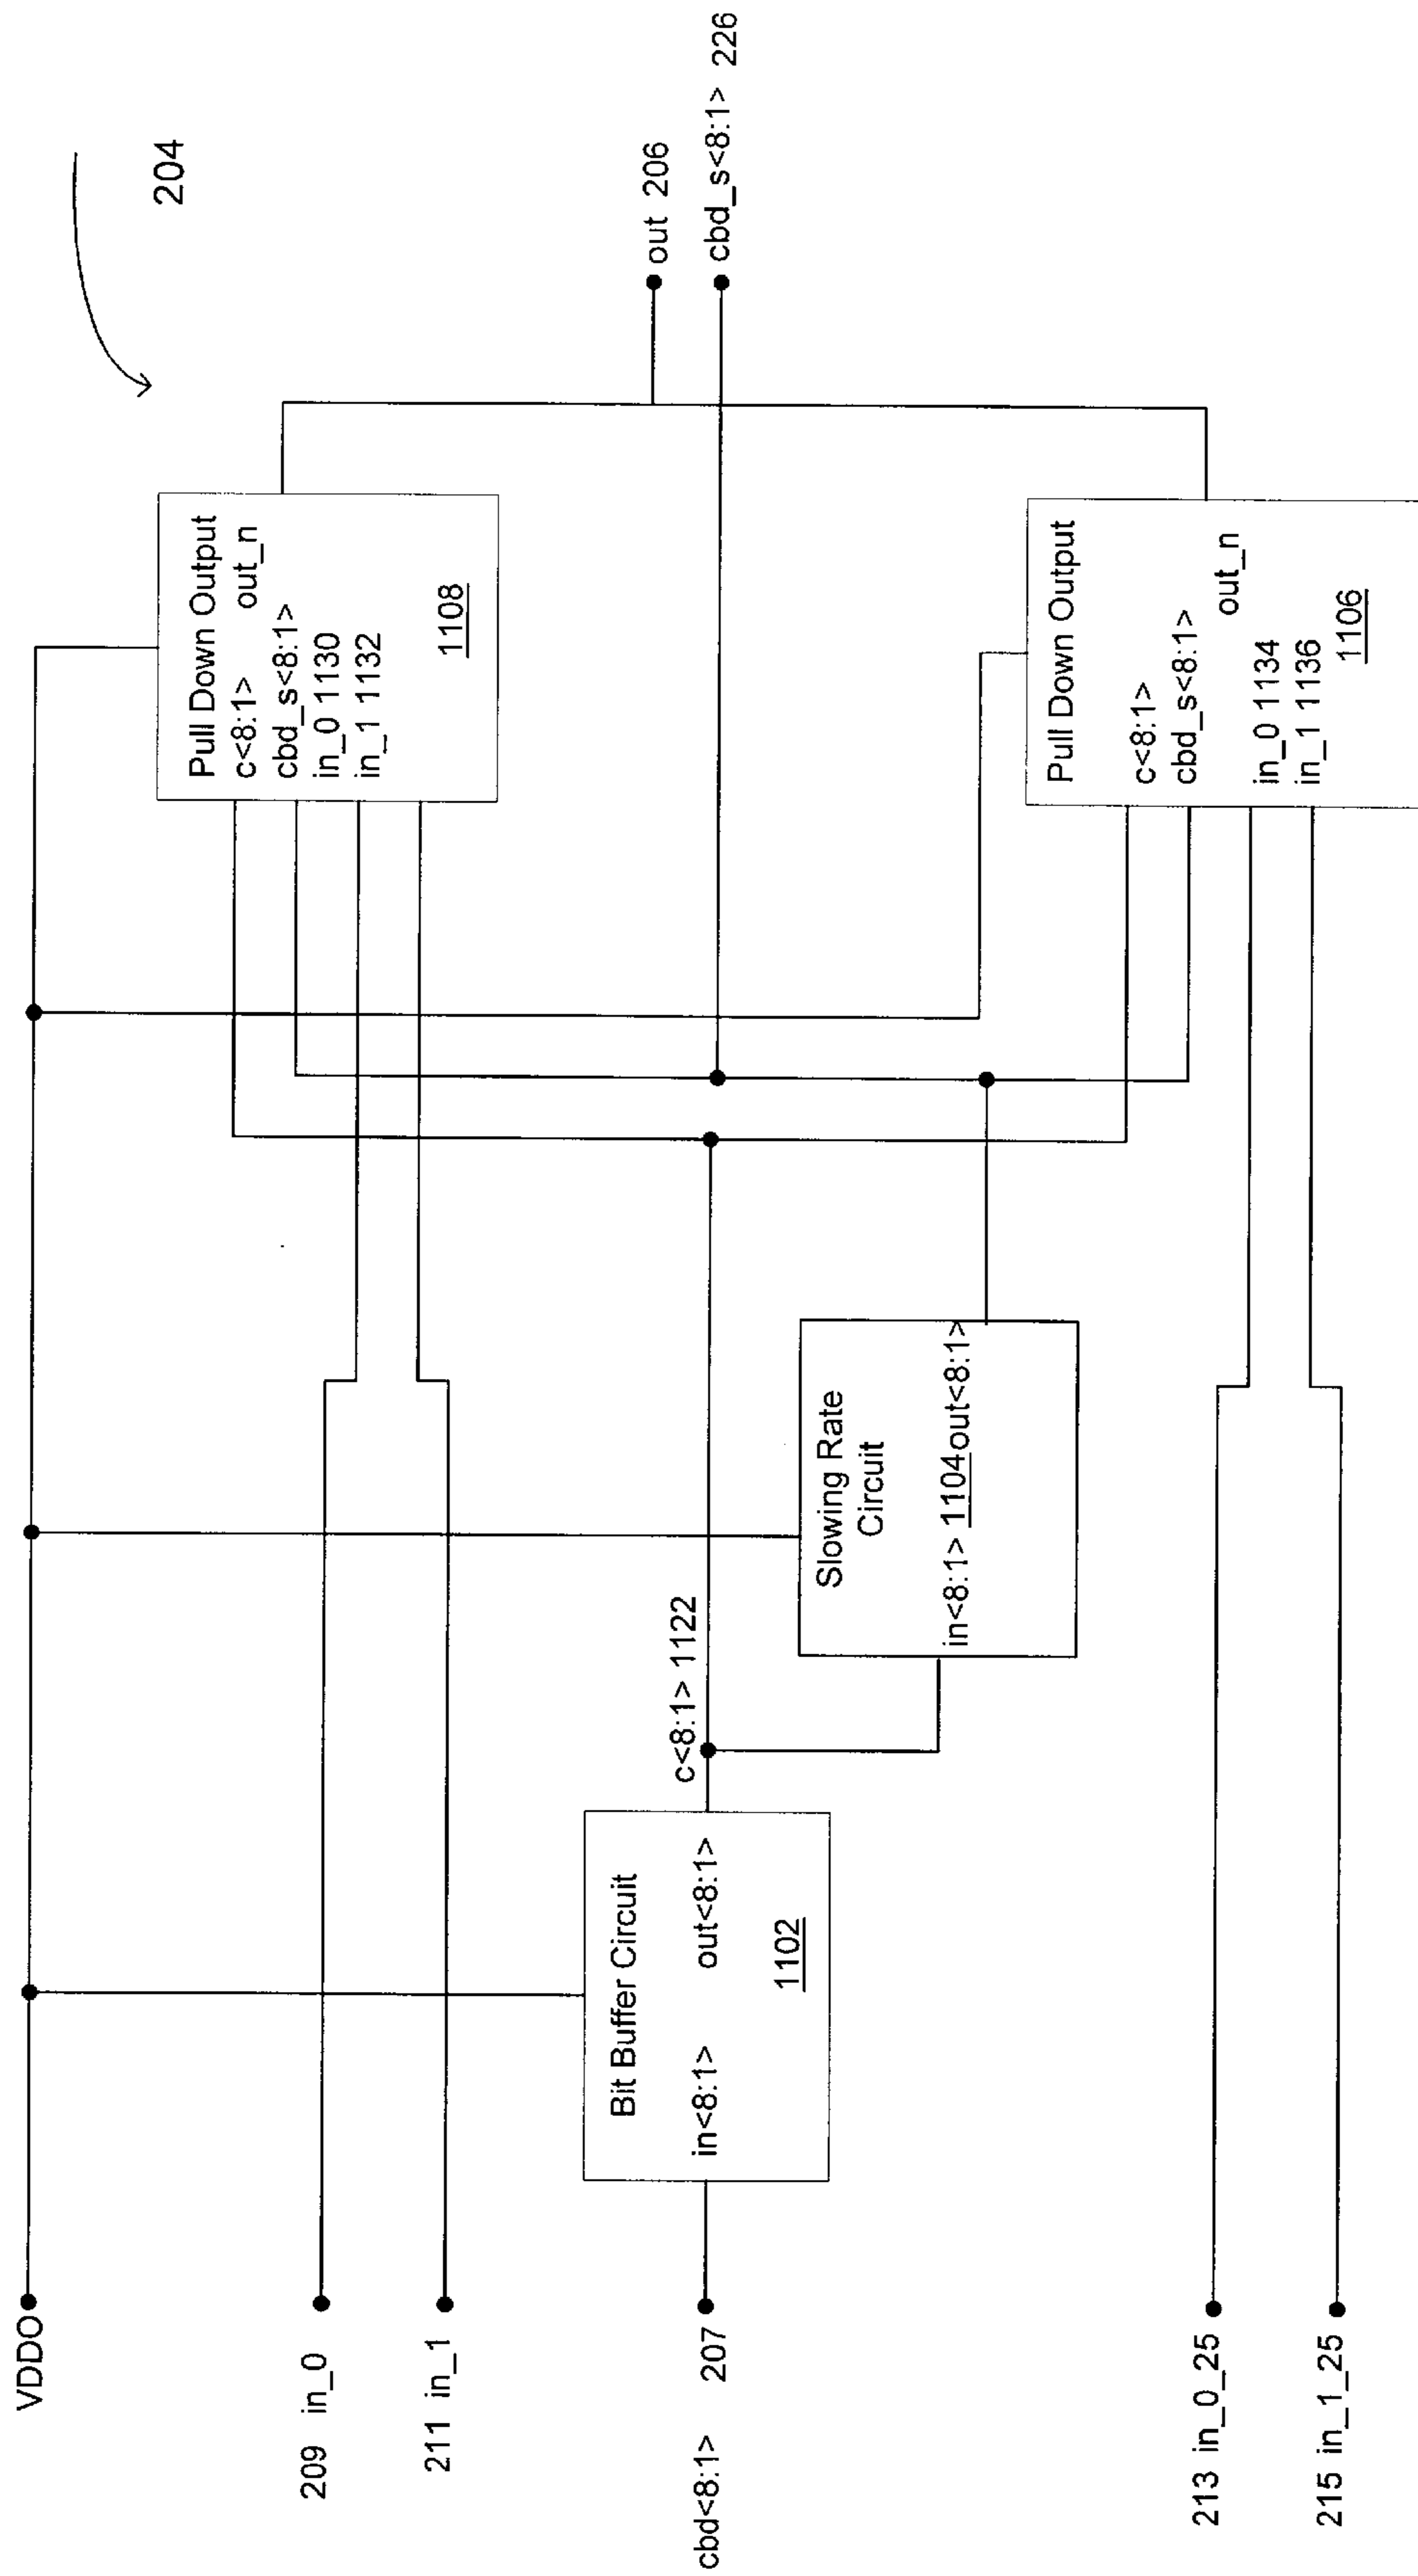 204
VDDO
209 in_0
211 in_1
cbd<8:1> 207
213 in_0_25
215 in_1_25
Bit Buffer Circuit
in<8:1> out<8:1>
1102
c<8:1> 1122
Slowing Rate
Circuit
in<8:1> 1104 out<8:1>
Pull Down Output
c<8:1> out_n
cbd_s<8:1>
in_0 1130
in_1 1132
1108
Pull Down Output
c<8:1>
cbd_s<8:1>
out_n
in_0 1134
in_1 1136
1106
out 206
cbd_s<8:1> 226